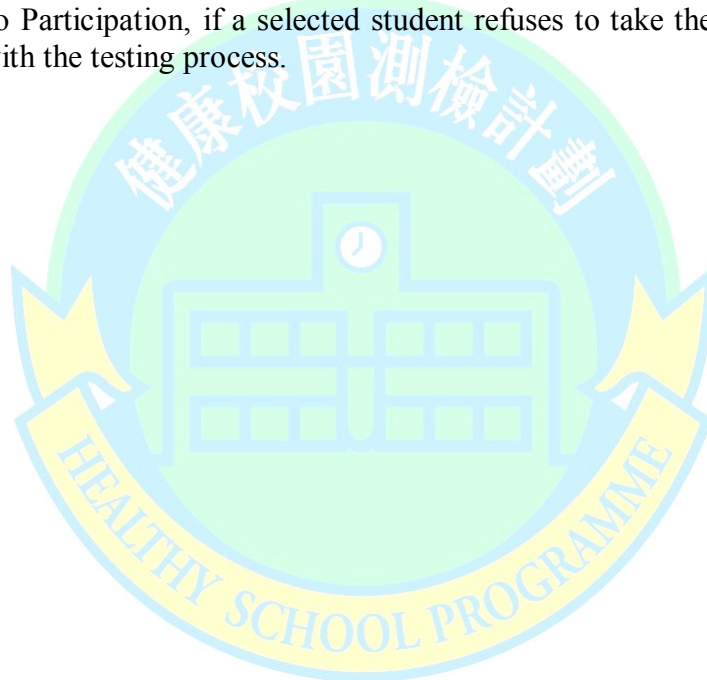 o Participation, if a selected student refuses to take the
with the testing process.
健康校園測檢計劃
HEALTHY SCHOOL PROGRAMME